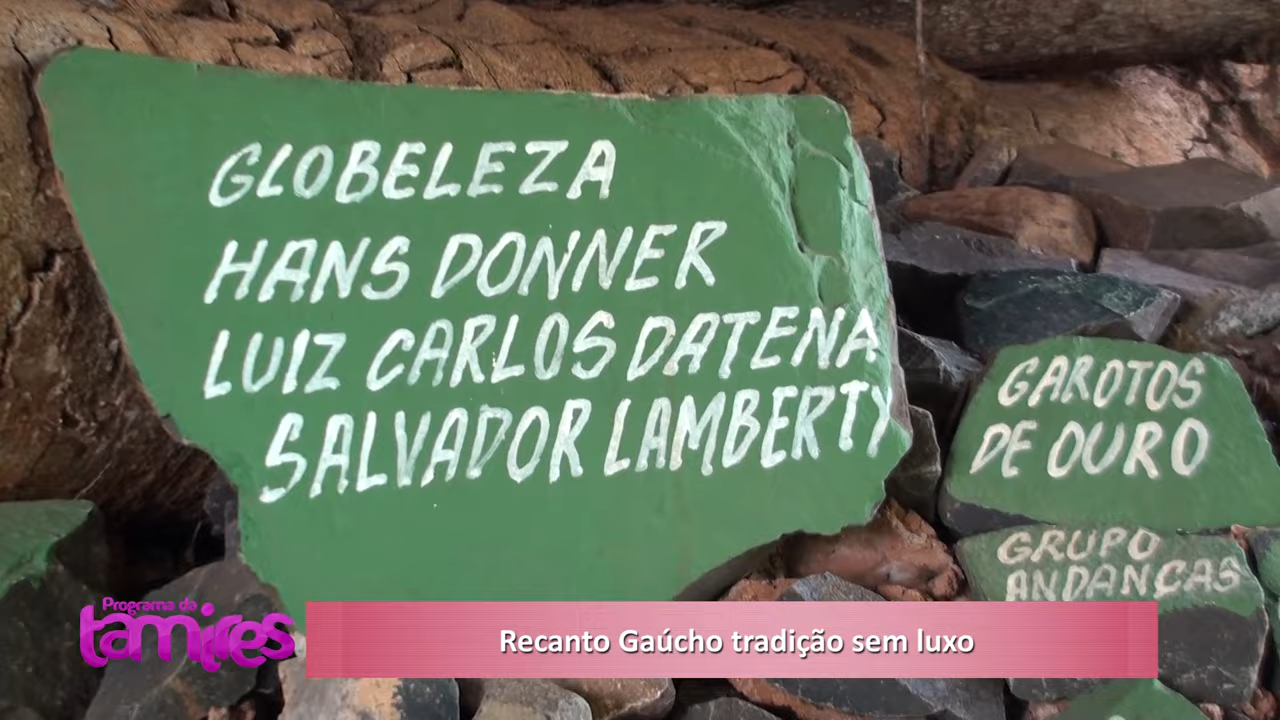 GLOBELEZA
HANS DONNER
LUIZ CARLOS DATENA
SALVADOR LAMBERTY
GAROTOS
DE OURO
GRUPO
ANDANCAS
Programa da
tamires
Recanto Gaúcho tradição sem luxo